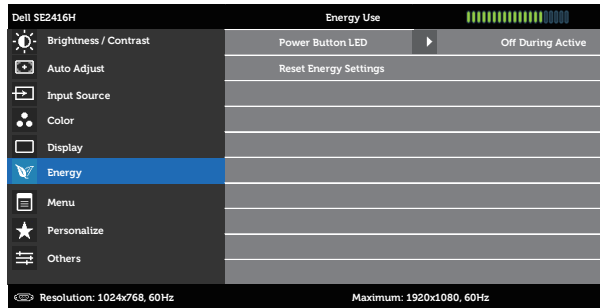 Dell SE2416H Energy Use
Brightness / Contrast Power Button LED Off During Active
Auto Adjust Reset Energy Settings
Input Source
Color
Display
Energy
Menu
Personalize
Others
Resolution: 1024x768, 60Hz Maximum: 1920x1080, 60Hz